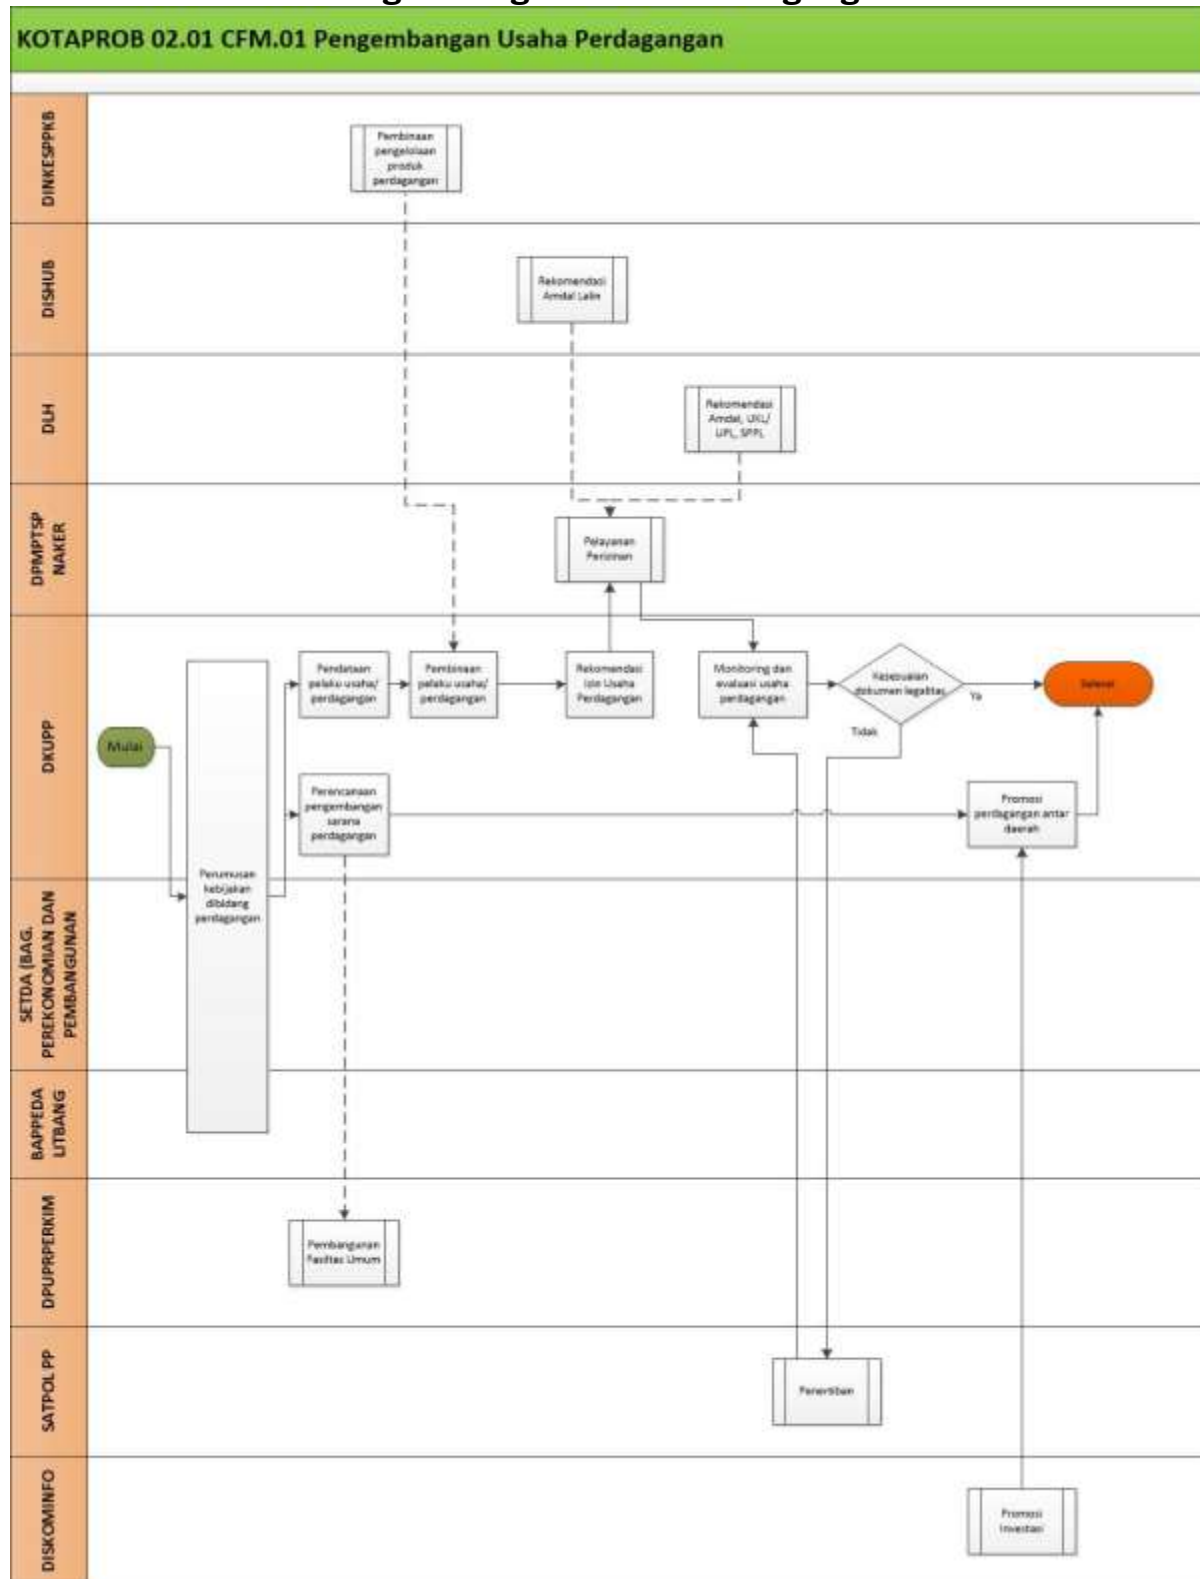 KOTAPROB 02.01 CFM.01 Pengembangan Usaha Perdagangan
DINKESPPKB
Pembinaan
pengelolaan
produk
perdagangan
DISHUB
Rekomendasi
Amdal Lalin
DLH
Rekomendasi
Amdal, UKL/
UPL, SPPL
DPMPTSP
NAKER
Pelayanan
Perizinan
DKUPP
Mulai
Pendataan
pelaku usaha/
perdagangan
Pembinaan
pelaku usaha/
perdagangan
Rekomendasi
Izin Usaha
Perdagangan
Monitoring dan
evaluasi usaha
perdagangan
Kesesuaian
dokumen legalitas
Ya
Tidak
Selesai
Perencanaan
pengembangan
sarana
perdagangan
Promosi
perdagangan antar
daerah
Perumusan
kebijakan
dibidang
perdagangan
SETDA (BAG.
PEREKONOMIAN DAN
PEMBANGUNAN
BAPPEDA
LITBANG
DPUPRPERKIM
Pembangunan
Fasilitas Umum
SATPOL PP
Penertiban
DISKOMINFO
Promosi
Investasi